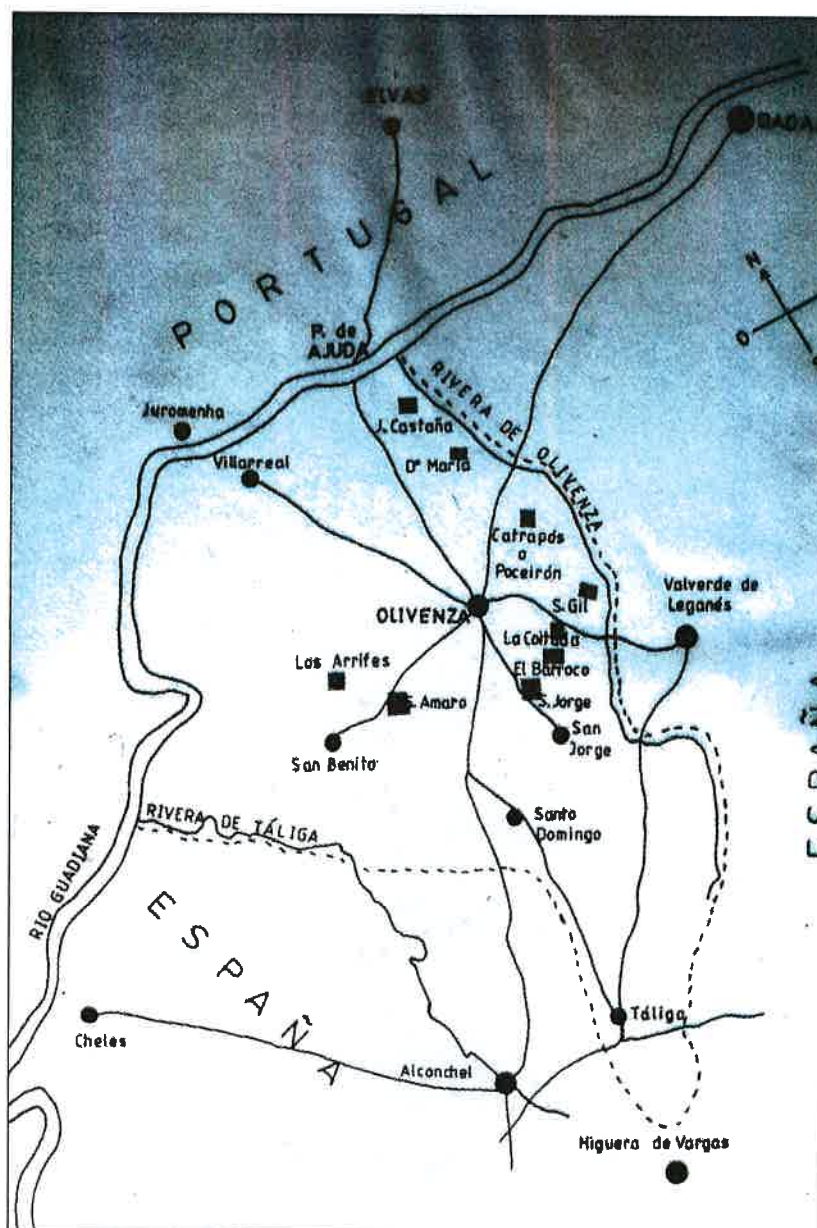 ELVAS
BADA
PORTUGAL
N
O
P. de
AJUDA
RIVERA DE OLIVENZA
Juromenha
J. Castaña
Villarreal
Dª María
Catrapós
o
Poceirón
Valverde de
Leganés
S. Gil
OLIVENZA
La Coitada
El Barroco
Los Arrifes
S. Amaro
S. Jorge
San
Jorge
San Benito
ESPAÑA
RIVERA DE TÁLIGA
Santo
Domingo
RIO GUADIANA
ESPAÑA
Táliga
Cheles
Alconchel
Higuera de Vargas